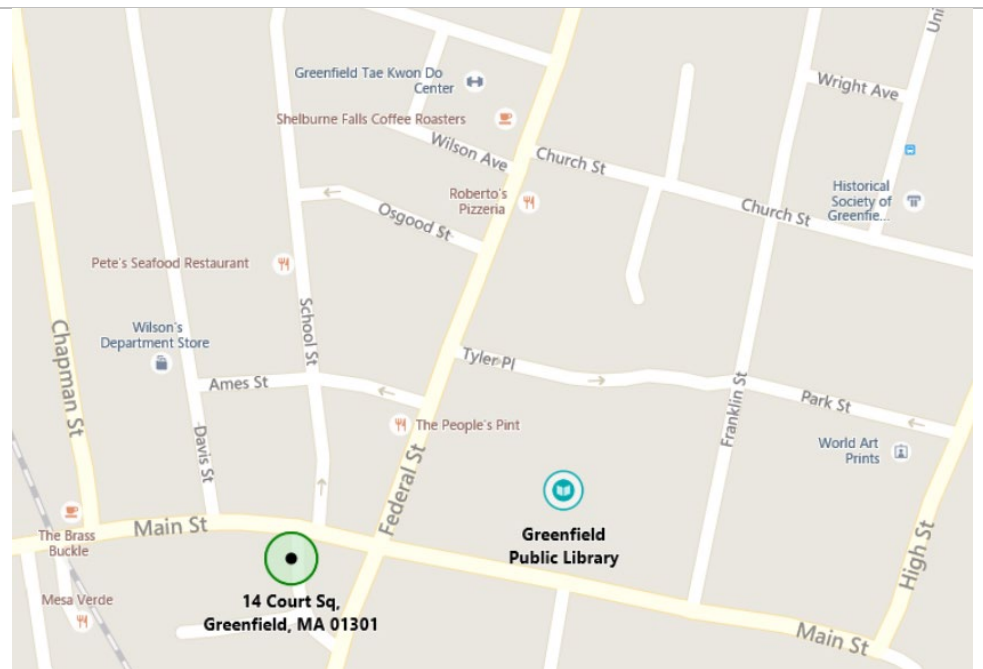 Uni
Greenfield Tae Kwon Do
Center
Wright Ave
Shelburne Falls Coffee Roasters
Wilson Ave
Church St
Roberto's
Pizzeria
Historical
Society of
Greenfie...
Osgood St
Church St
Pete's Seafood Restaurant
School St
Chapman St
Wilson's
Department Store
Tyler Pl
Ames St
Franklin St
Park St
The People's Pint
Davis St
World Art
Prints
Federal St
Main St
The Brass
Buckle
Greenfield
Public Library
High St
Mesa Verde
14 Court Sq,
Greenfield, MA 01301
Main St